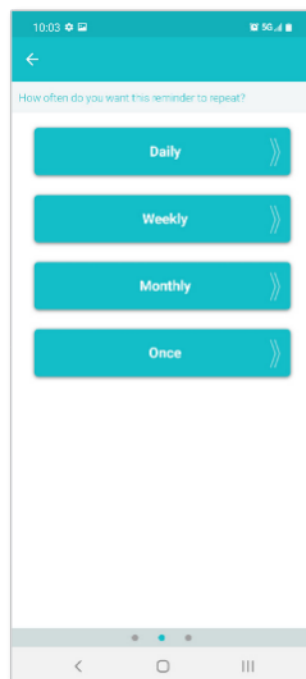 10:03
5G
How often do you want this reminder to repeat?
Daily
Weekly
Monthly
Once